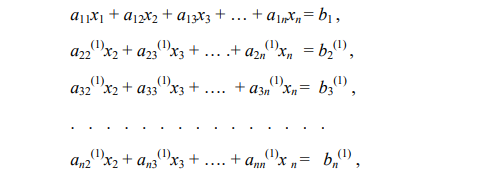 a₁₁x₁ + a₁₂x₂ + a₁₃x₃ + … + a₁ₙxₙ = b₁ ,
a₂₂⁽¹⁾x₂ + a₂₃⁽¹⁾x₃ + … .+ a₂ₙ⁽¹⁾xₙ = b₂⁽¹⁾ ,
a₃₂⁽¹⁾x₂ + a₃₃⁽¹⁾x₃ + …. + a₃ₙ⁽¹⁾xₙ = b₃⁽¹⁾ ,
. . . . . . . . . . . . . . .
aₙ₂⁽¹⁾x₂ + aₙ₃⁽¹⁾x₃ + …. + aₙₙ⁽¹⁾x ₙ = bₙ⁽¹⁾ ,